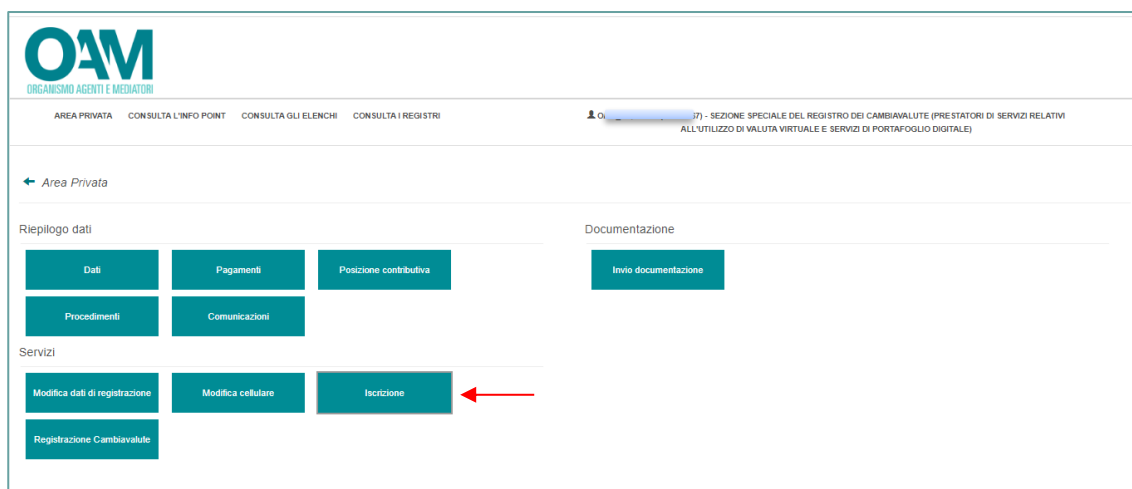 OAM
ORGANISMO AGENTI E MEDIATORI
AREA PRIVATA CONSULTA L'INFO POINT CONSULTA GLI ELENCHI CONSULTA I REGISTRI
7) - SEZIONE SPECIALE DEL REGISTRO DEI CAMBIAVALUTE (PRESTATORI DI SERVIZI RELATIVI
ALL'UTILIZZO DI VALUTA VIRTUALE E SERVIZI DI PORTAFOGLIO DIGITALE)
Area Privata
Riepilogo dati
Dati Pagamenti Posizione contributiva
Procedimenti Comunicazioni
Servizi
Modifica dati di registrazione Modifica cellulare Iscrizione
Registrazione Cambiavalute
Documentazione
Invio documentazione